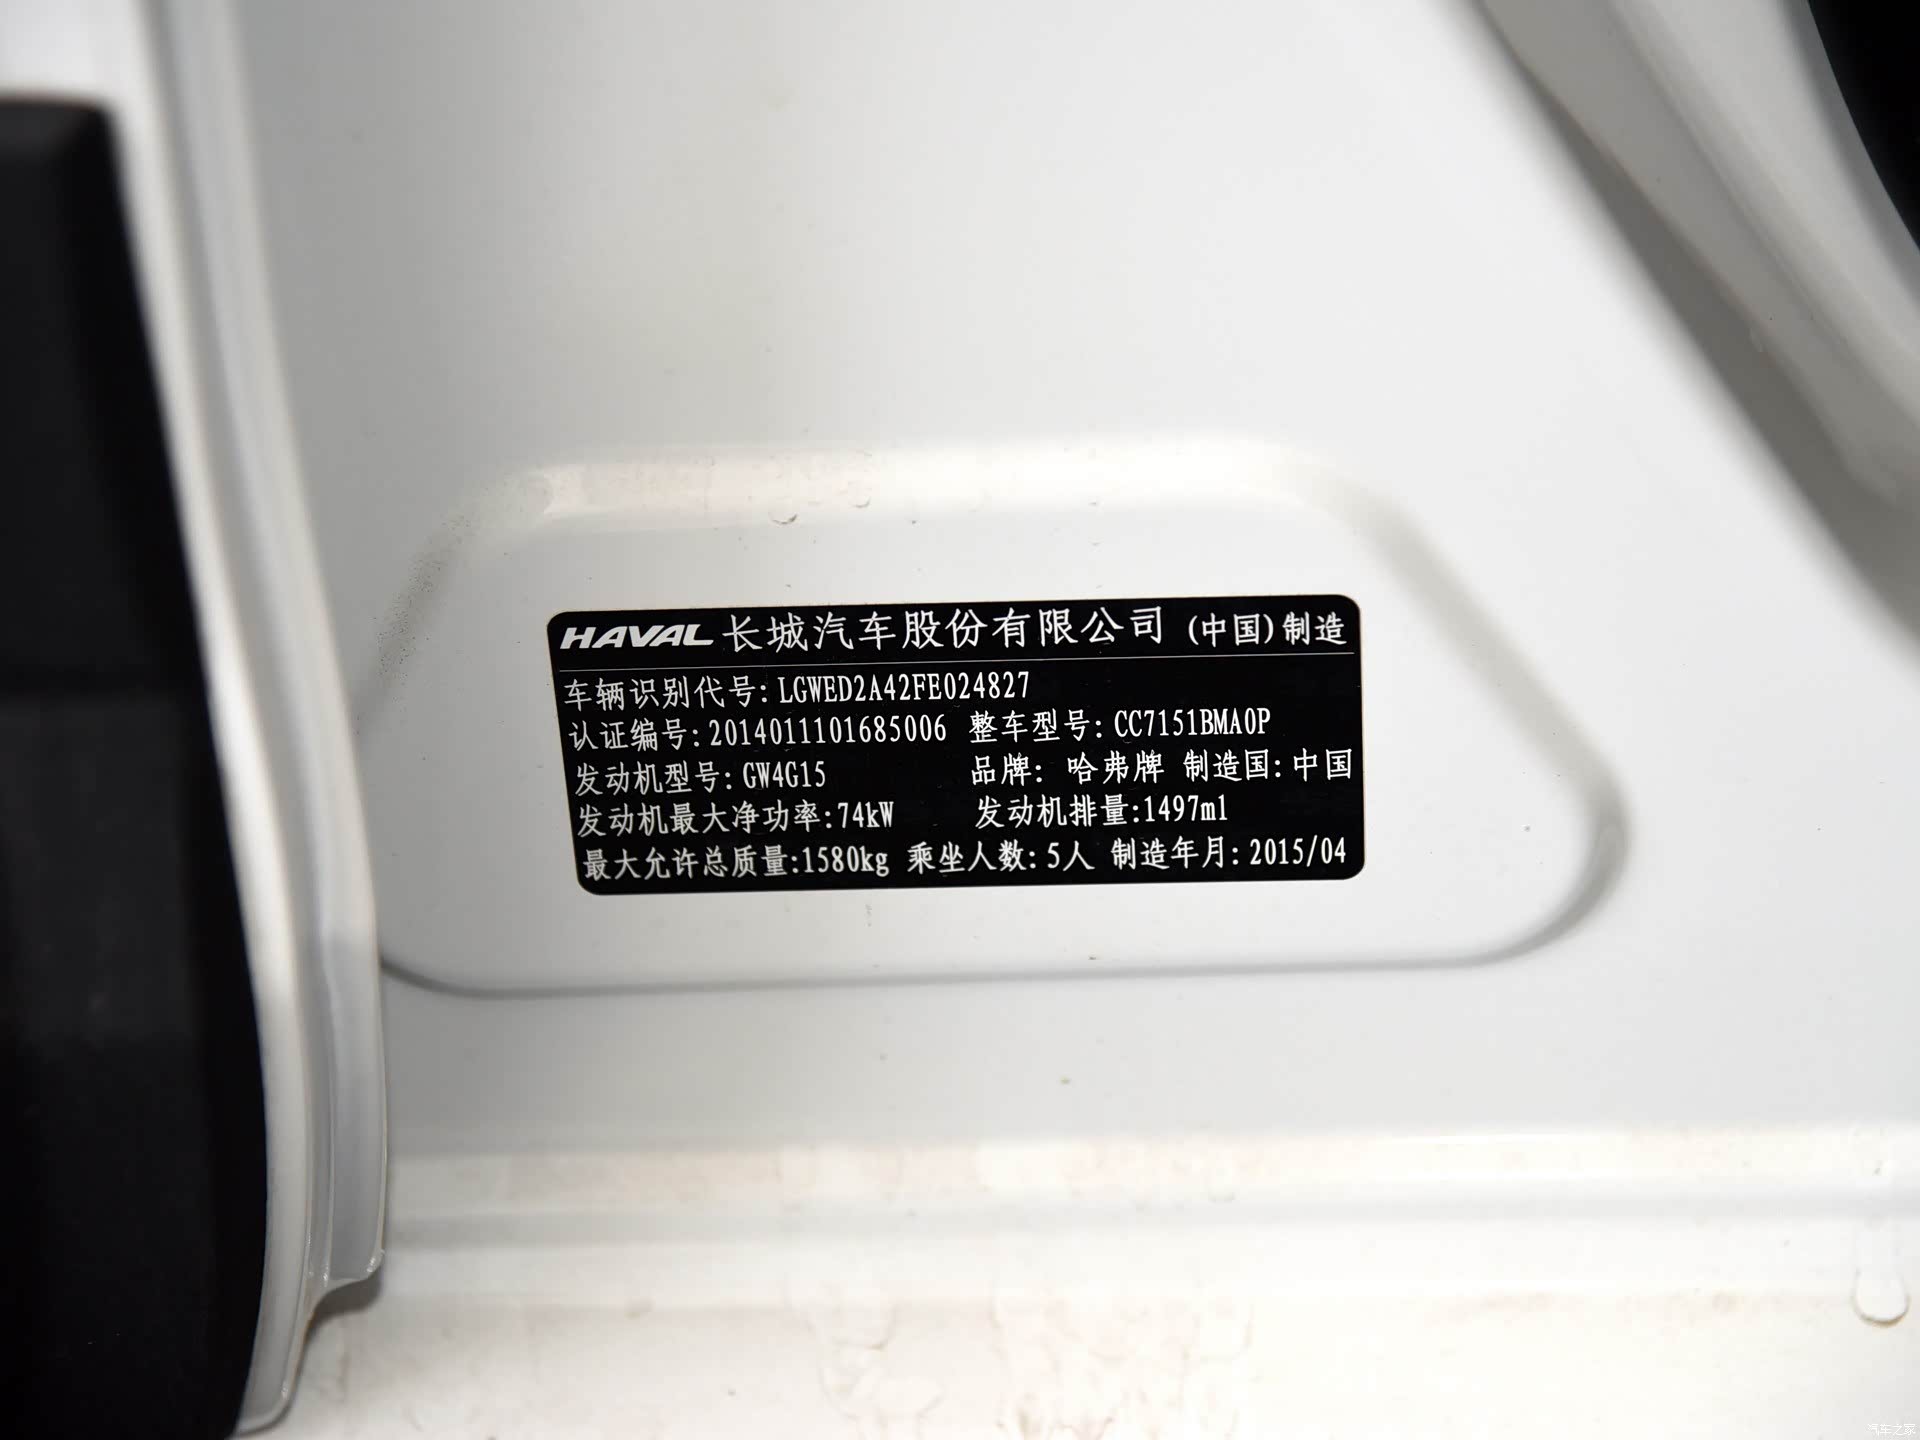 HAVAL 长城汽车股份有限公司 (中国)制造
车辆识别代号:LGWED2A42FE024827
认证编号:2014011101685006 整车型号:CC7151BMA0P
发动机型号:GW4G15 品牌: 哈弗牌 制造国:中国
发动机最大净功率:74kW 发动机排量:1497ml
最大允许总质量:1580kg 乘坐人数:5人 制造年月:2015/04
汽车之家